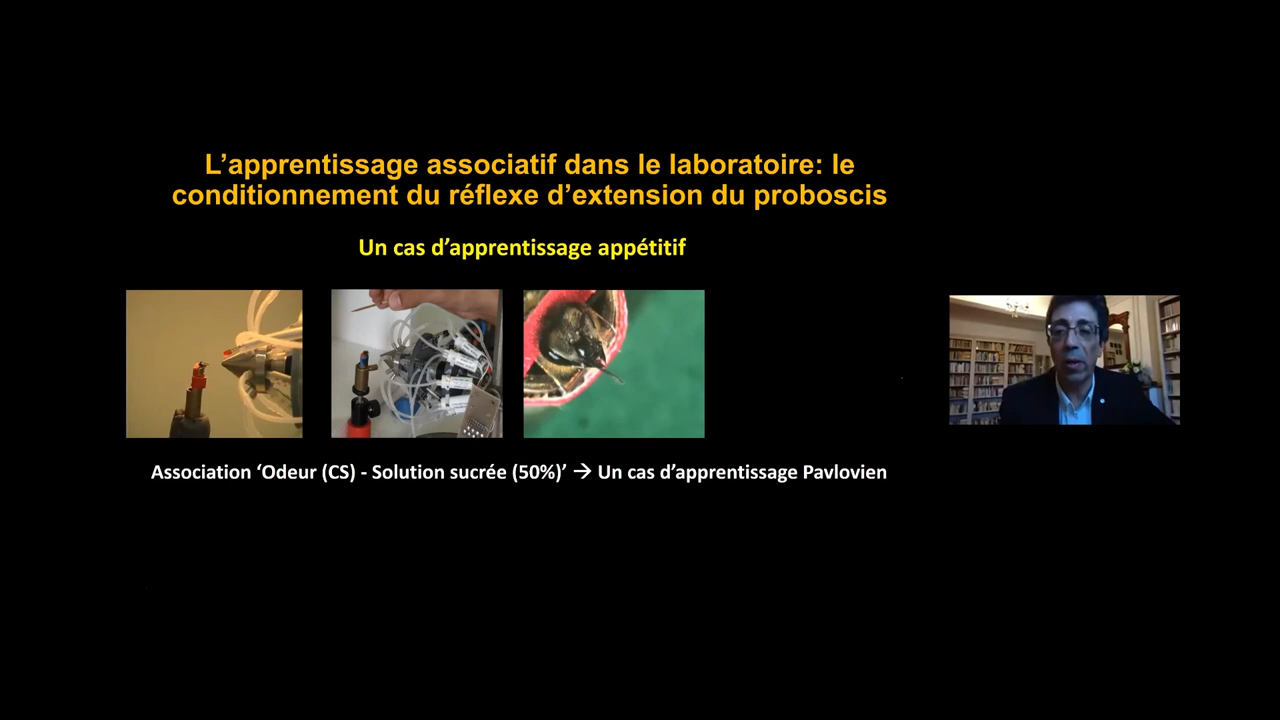 L’apprentissage associatif dans le laboratoire: le
conditionnement du réflexe d’extension du proboscis
Un cas d’apprentissage appétitif
Association ‘Odeur (CS) - Solution sucrée (50%)’ → Un cas d’apprentissage Pavlovien